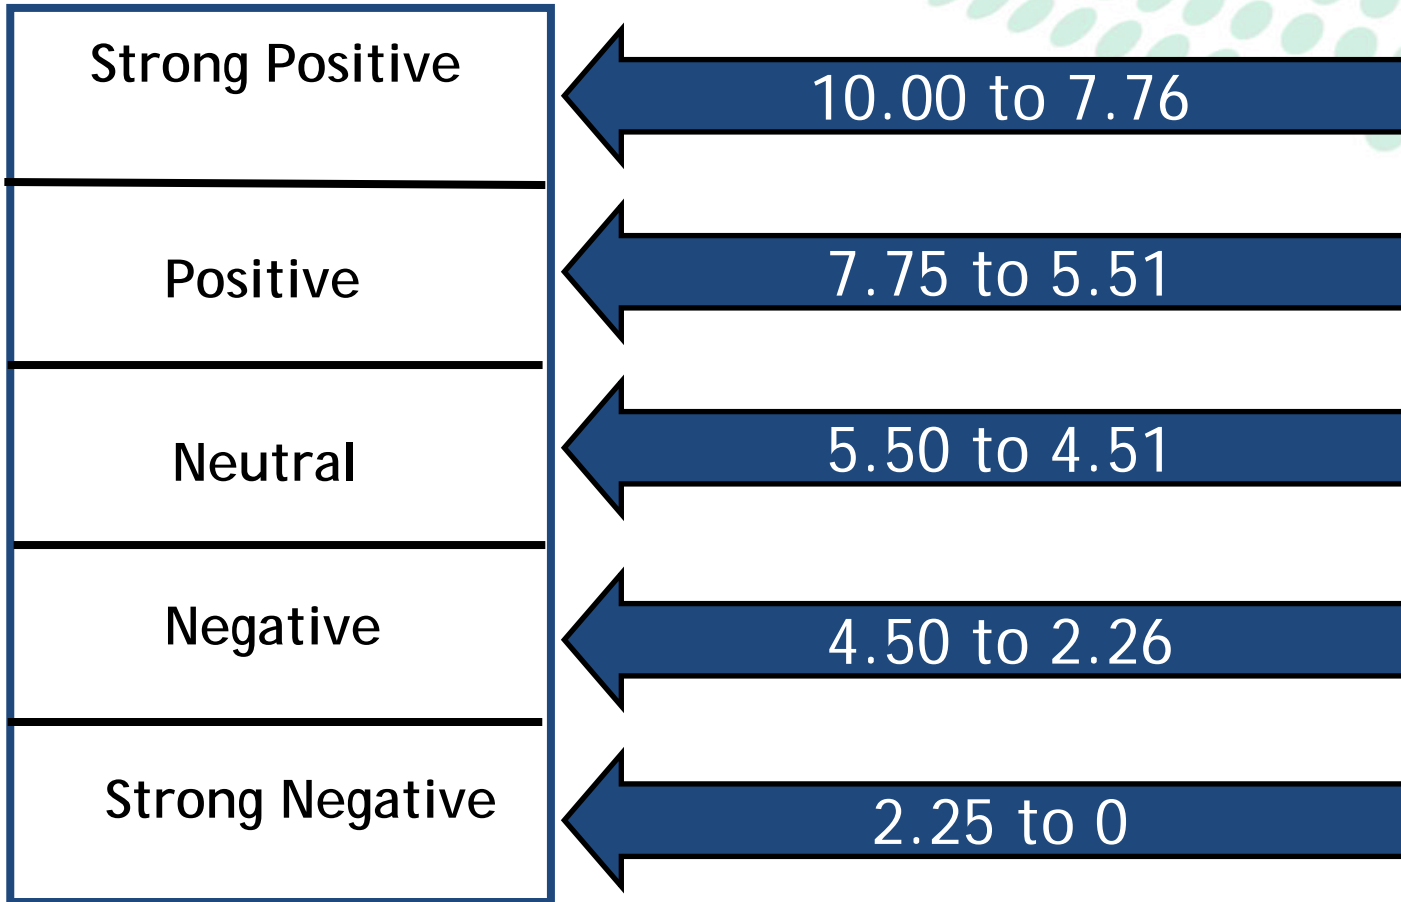 Strong Positive
10.00 to 7.76
Positive
7.75 to 5.51
Neutral
5.50 to 4.51
Negative
4.50 to 2.26
Strong Negative
2.25 to 0